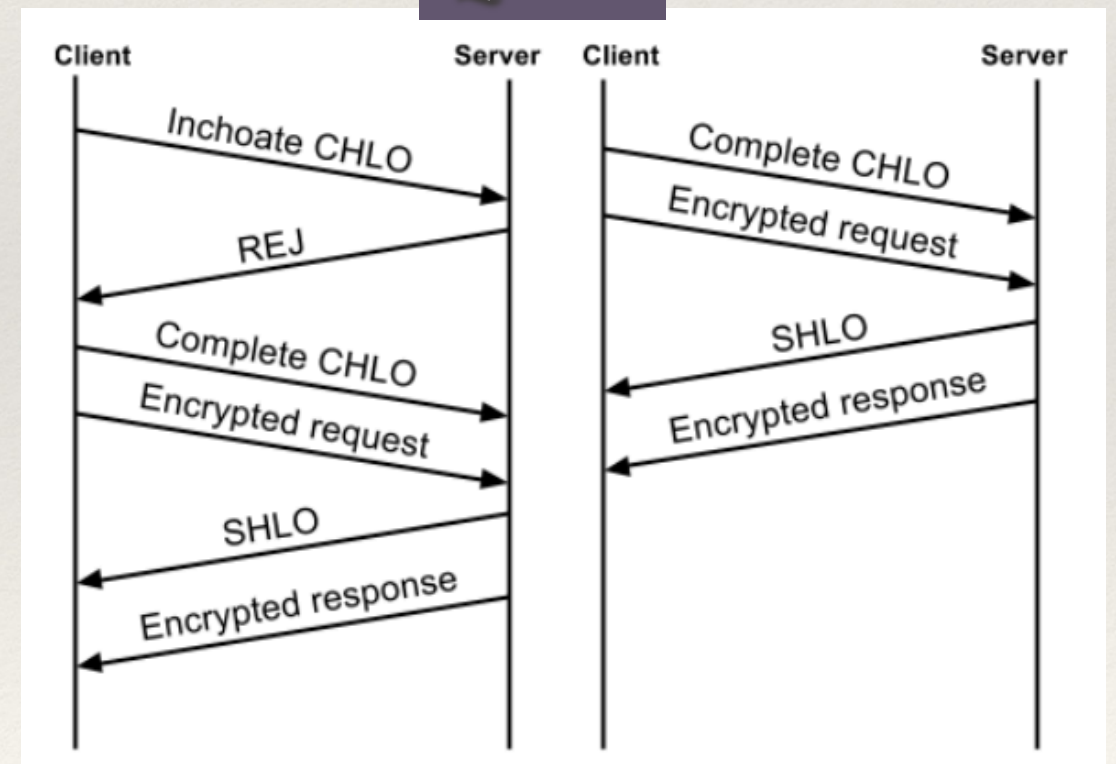 Client
Server
Inchoate CHLO
REJ
Complete CHLO
Encrypted request
SHLO
Encrypted response
Client
Server
Complete CHLO
Encrypted request
SHLO
Encrypted response